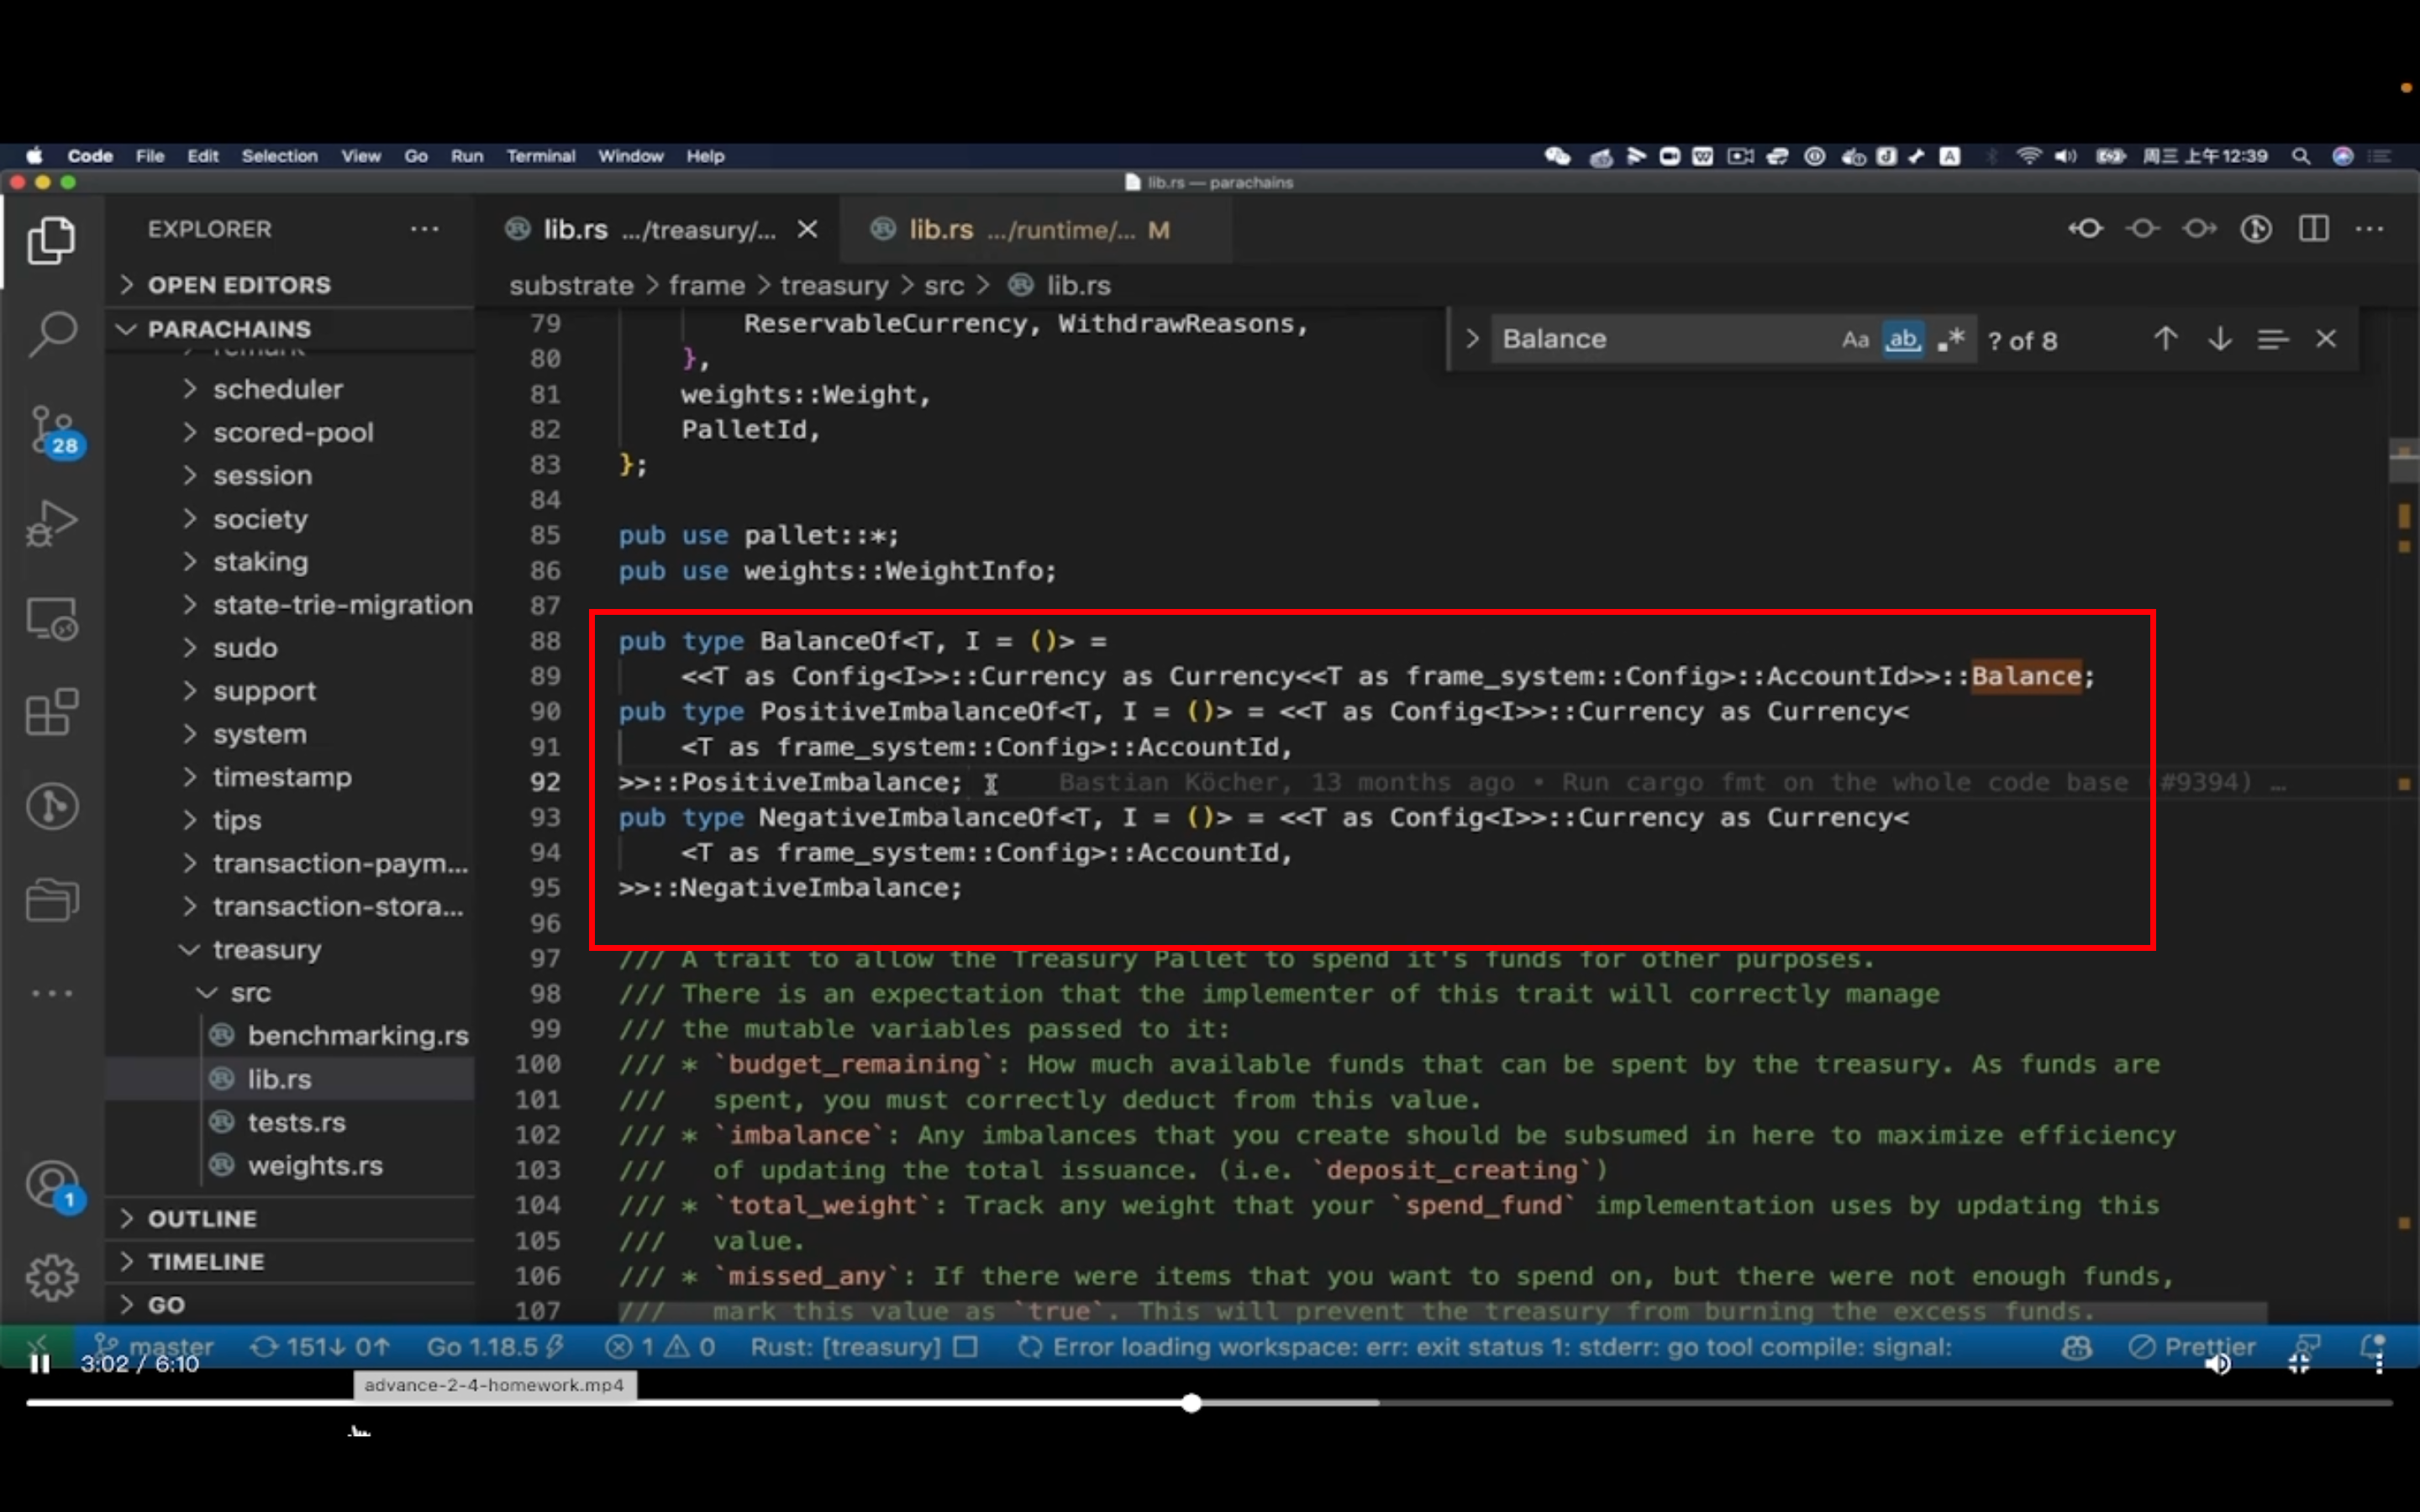 Code File Edit Selection View Go Run Terminal Window Help
周三 上午12:39
lib.rs — parachains
EXPLORER
lib.rs .../treasury/...
lib.rs .../runtime/... M
OPEN EDITORS
substrate > frame > treasury > src > lib.rs
PARACHAINS
Balance
Aa
ab
? of 8
remark
scheduler
scored-pool
session
society
staking
state-trie-migration
sudo
support
system
timestamp
tips
transaction-paym...
transaction-stora...
treasury
src
benchmarking.rs
lib.rs
tests.rs
weights.rs
OUTLINE
TIMELINE
GO
28
1
79 ReservableCurrency, WithdrawReasons,
80 },
81 weights::Weight,
82 PalletId,
83 };
84
85 pub use pallet::*;
86 pub use weights::WeightInfo;
87
88 pub type BalanceOf<T, I = ()> =
89 <<T as Config<I>>::Currency as Currency<<T as frame_system::Config>::AccountId>>::Balance;
90 pub type PositiveImbalanceOf<T, I = ()> = <<T as Config<I>>::Currency as Currency<
91 <T as frame_system::Config>::AccountId,
92 >>::PositiveImbalance; Bastian Köcher, 13 months ago • Run cargo fmt on the whole code base (#9394) …
93 pub type NegativeImbalanceOf<T, I = ()> = <<T as Config<I>>::Currency as Currency<
94 <T as frame_system::Config>::AccountId,
95 >>::NegativeImbalance;
96
97 /// A trait to allow the Treasury Pallet to spend it's funds for other purposes.
98 /// There is an expectation that the implementer of this trait will correctly manage
99 /// the mutable variables passed to it:
100 /// * `budget_remaining`: How much available funds that can be spent by the treasury. As funds are
101 /// spent, you must correctly deduct from this value.
102 /// * `imbalance`: Any imbalances that you create should be subsumed in here to maximize efficiency
103 /// of updating the total issuance. (i.e. `deposit_creating`)
104 /// * `total_weight`: Track any weight that your `spend_fund` implementation uses by updating this
105 /// value.
106 /// * `missed_any`: If there were items that you want to spend on, but there were not enough funds,
107 /// mark this value as `true`. This will prevent the treasury from burning the excess funds.
master 151↓ 0↑ Go 1.18.5 1 0 Rust: [treasury] Error loading workspace: err: exit status 1: stderr: go tool compile: signal: Prettier
3:02 / 6:10
advance-2-4-homework.mp4